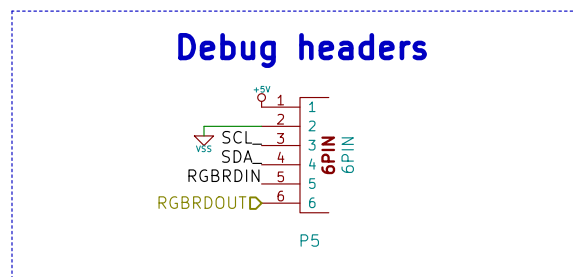 Debug headers
+5V
1 1
2 2
VSS
SCL_ 3 3
SDA_ 4 4
RGBRDIN 5 5
RGBRDOUT 6 6
6PIN
6PIN
P5